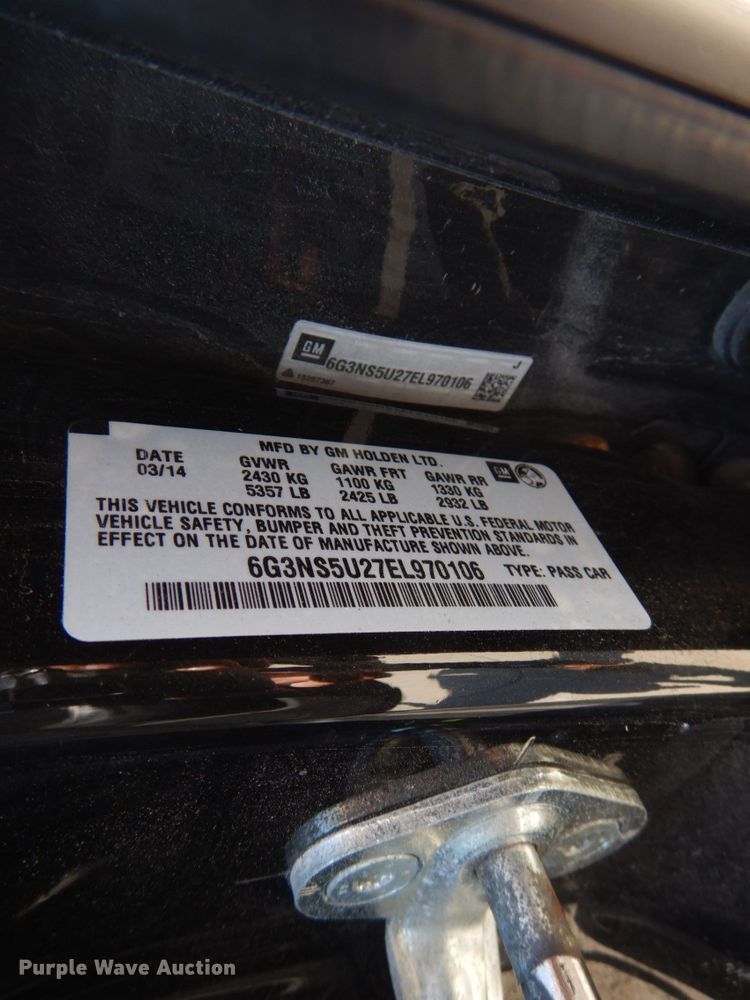 GM
6G3NS5U27EL970106
J
MFD BY GM HOLDEN LTD.
DATE GVWR GAWR FRT GAWR RR GM
03/14 2430 KG 1100 KG 1330 KG
5357 LB 2425 LB 2932 LB
THIS VEHICLE CONFORMS TO ALL APPLICABLE U.S. FEDERAL MOTOR
VEHICLE SAFETY, BUMPER AND THEFT PREVENTION STANDARDS IN
EFFECT ON THE DATE OF MANUFACTURE SHOWN ABOVE.
6G3NS5U27EL970106 TYPE: PASS CAR
Purple Wave Auction